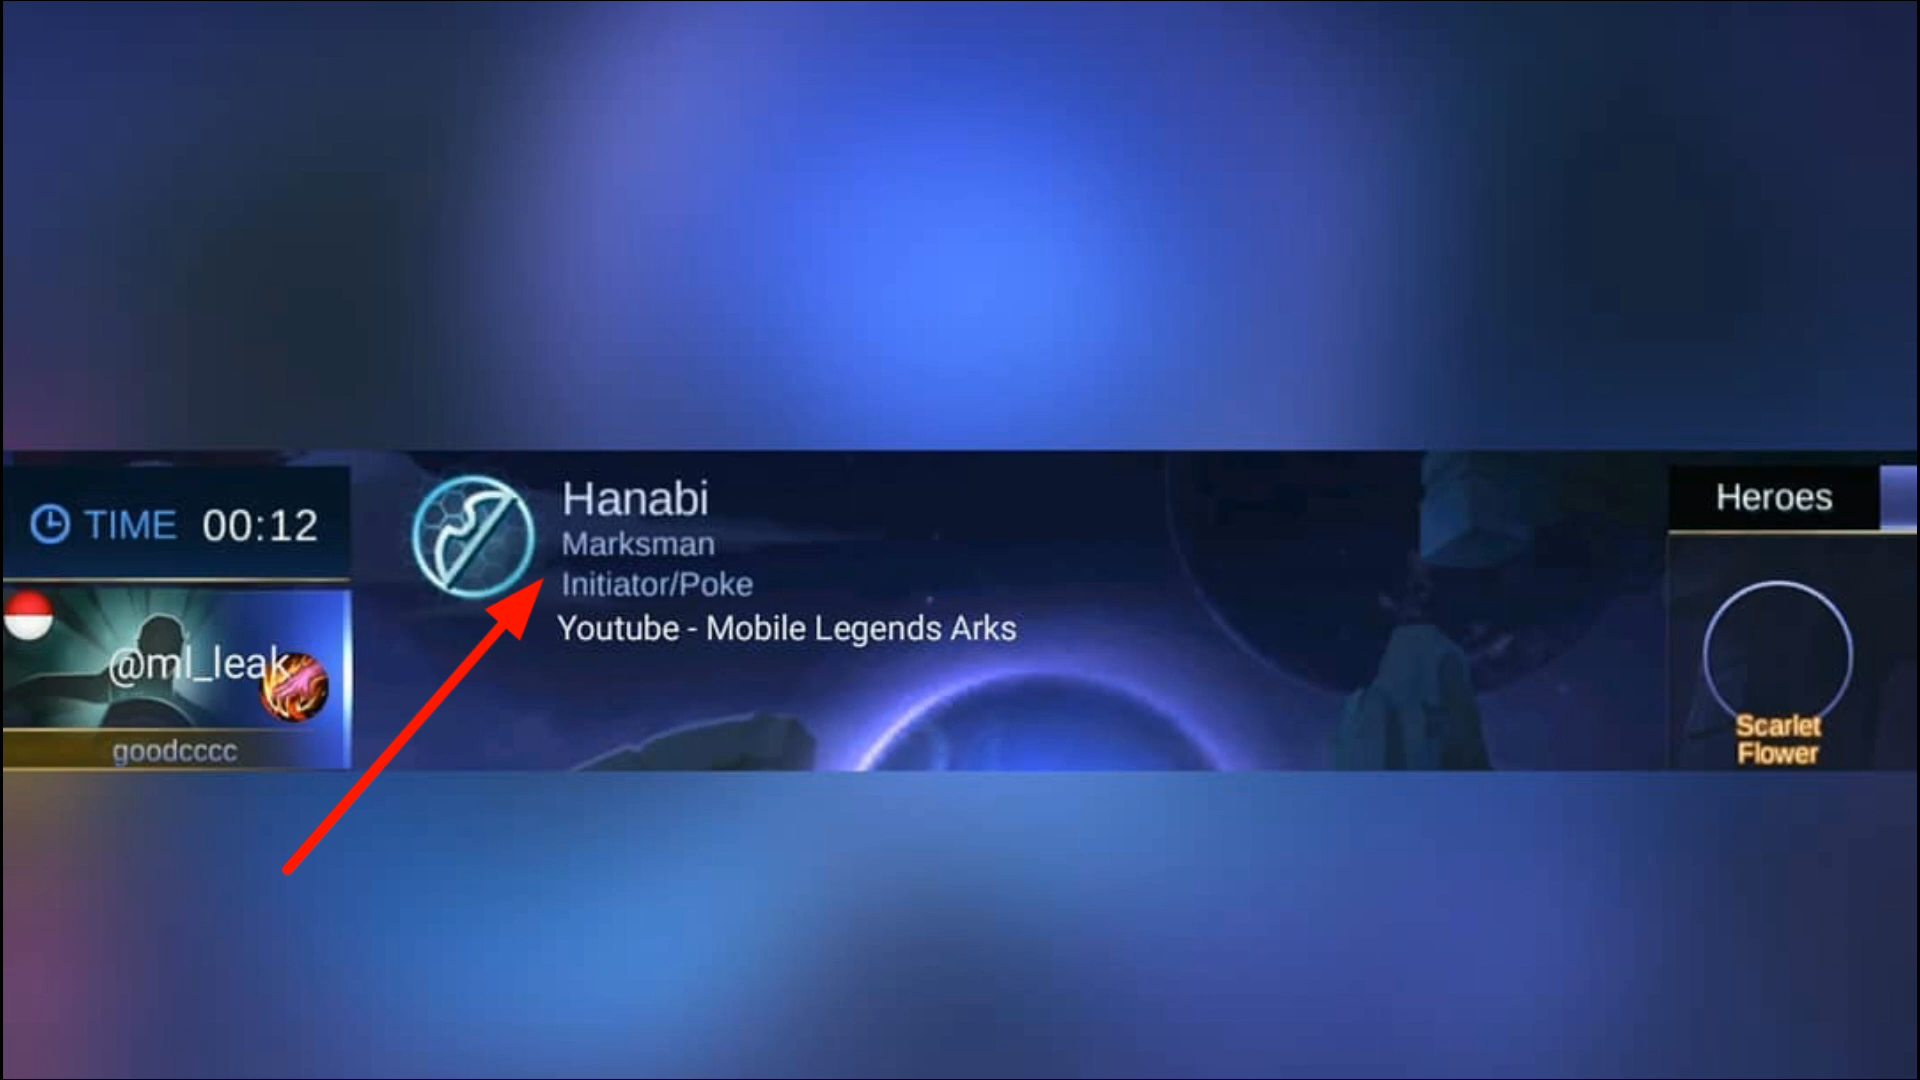 TIME 00:12
Hanabi
Marksman
Initiator/Poke
Youtube - Mobile Legends Arks
@ml_leak
goodcccc
Heroes
Scarlet
Flower